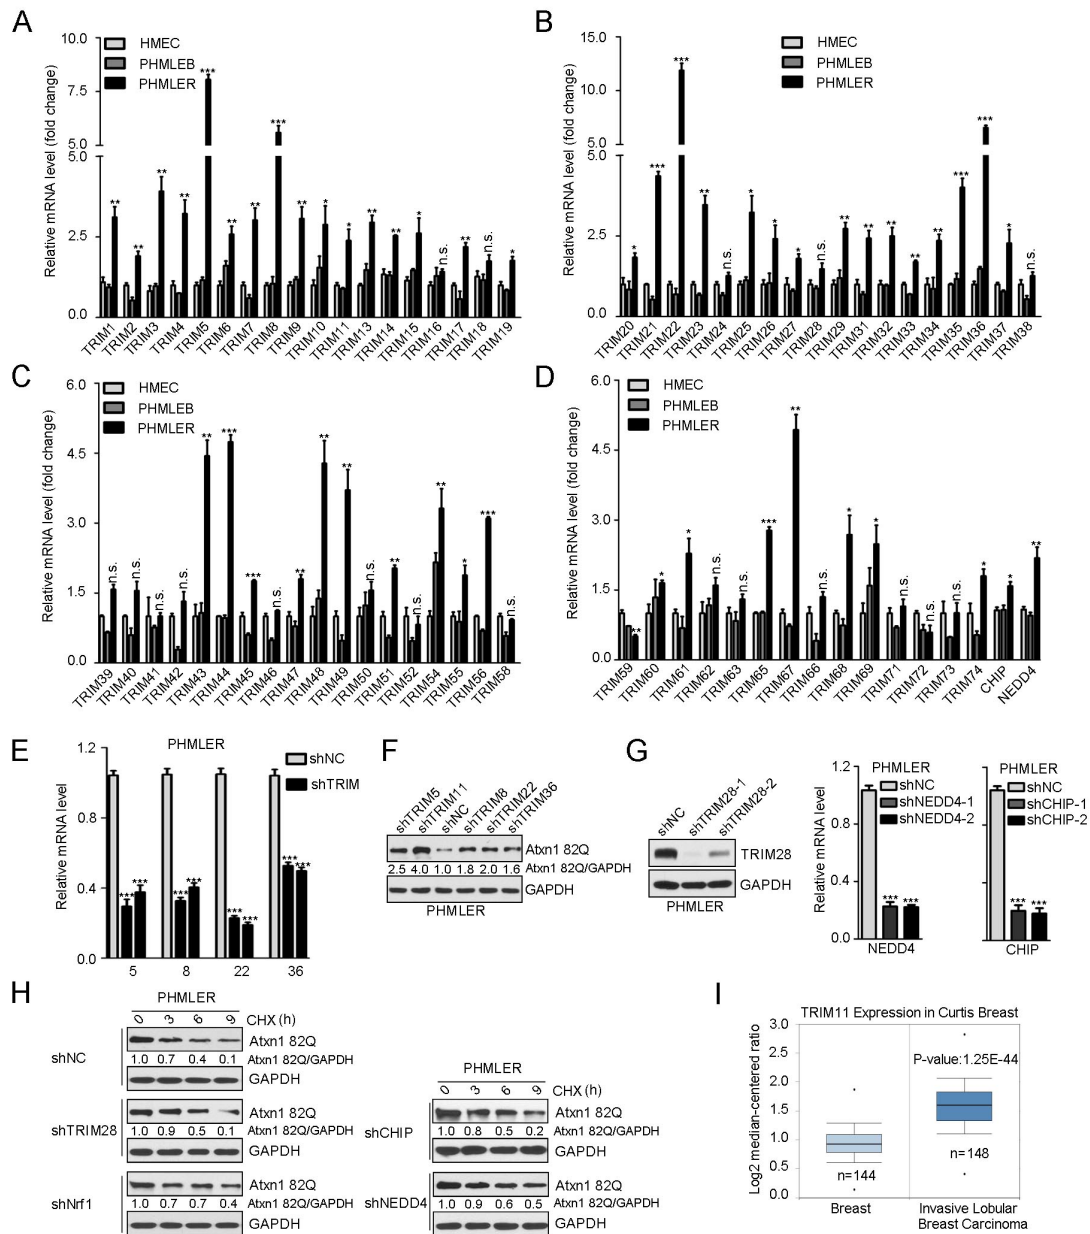 A
Relative mRNA level (fold change)
10.0
7.5
5.0
5.0
2.5
0.0
HMEC
PHMLEB
PHMLER
** ** ** ** *** ** ** *** ** * * ** ** * n.s. ** n.s. *
TRIM1 TRIM2 TRIM3 TRIM4 TRIM5 TRIM6 TRIM7 TRIM8 TRIM9 TRIM10 TRIM11 TRIM13 TRIM14 TRIM15 TRIM16 TRIM17 TRIM18 TRIM19
B
Relative mRNA level (fold change)
15.0
12.5
10.0
7.5
5.0
5.0
2.5
0.0
HMEC
PHMLEB
PHMLER
* *** *** ** n.s. * * * n.s. ** ** ** ** ** *** *** * n.s.
TRIM20 TRIM21 TRIM22 TRIM23 TRIM24 TRIM25 TRIM26 TRIM27 TRIM28 TRIM29 TRIM31 TRIM32 TRIM33 TRIM34 TRIM35 TRIM36 TRIM37 TRIM38
C
Relative mRNA level (fold change)
6.0
4.5
3.0
1.5
0.0
HMEC
PHMLEB
PHMLER
n.s. n.s. n.s. n.s. ** *** *** n.s. ** ** ** n.s. ** n.s. ** * *** n.s.
TRIM39 TRIM40 TRIM41 TRIM42 TRIM43 TRIM44 TRIM45 TRIM46 TRIM47 TRIM48 TRIM49 TRIM50 TRIM51 TRIM52 TRIM54 TRIM55 TRIM56 TRIM58
D
Relative mRNA level (fold change)
6.0
4.5
3.0
1.5
0.0
HMEC
PHMLEB
PHMLER
** * * n.s. n.s. *** ** n.s. * * n.s. n.s. n.s. * * **
TRIM59 TRIM60 TRIM61 TRIM62 TRIM63 TRIM65 TRIM67 TRIM66 TRIM68 TRIM69 TRIM71 TRIM72 TRIM73 TRIM74 CHIP NEDD4
E
PHMLER
Relative mRNA level
1.2
0.8
0.4
0.0
shNC
shTRIM
*** *** *** *** *** *** *** ***
5 8 22 36
F
shTRIM5 shTRIM11 shNC shTRIM8 shTRIM22 shTRIM36
Atxn1 82Q
2.5 4.0 1.0 1.8 2.0 1.6 Atxn1 82Q/GAPDH
GAPDH
PHMLER
G
shNC shTRIM28-1 shTRIM28-2
TRIM28
GAPDH
PHMLER
Relative mRNA level
1.2
0.9
0.6
0.3
0.0
PHMLER
shNC
shNEDD4-1
shNEDD4-2
*** ***
NEDD4
PHMLER
shNC
shCHIP-1
shCHIP-2
*** ***
CHIP
H
PHMLER
0 3 6 9 CHX (h)
shNC
Atxn1 82Q
1.0 0.7 0.4 0.1 Atxn1 82Q/GAPDH
GAPDH
shTRIM28
Atxn1 82Q
1.0 0.9 0.5 0.1 Atxn1 82Q/GAPDH
GAPDH
shNrf1
Atxn1 82Q
1.0 0.7 0.7 0.4 Atxn1 82Q/GAPDH
GAPDH
PHMLER
0 3 6 9 CHX (h)
shCHIP
Atxn1 82Q
1.0 0.8 0.5 0.2 Atxn1 82Q/GAPDH
GAPDH
shNEDD4
Atxn1 82Q
1.0 0.9 0.6 0.5 Atxn1 82Q/GAPDH
GAPDH
I
TRIM11 Expression in Curtis Breast
Log2 median-centered ratio
3.0
2.5
2.0
1.5
1.0
0.5
0.0
P-value:1.25E-44
n=144
n=148
Breast
Invasive Lobular
Breast Carcinoma